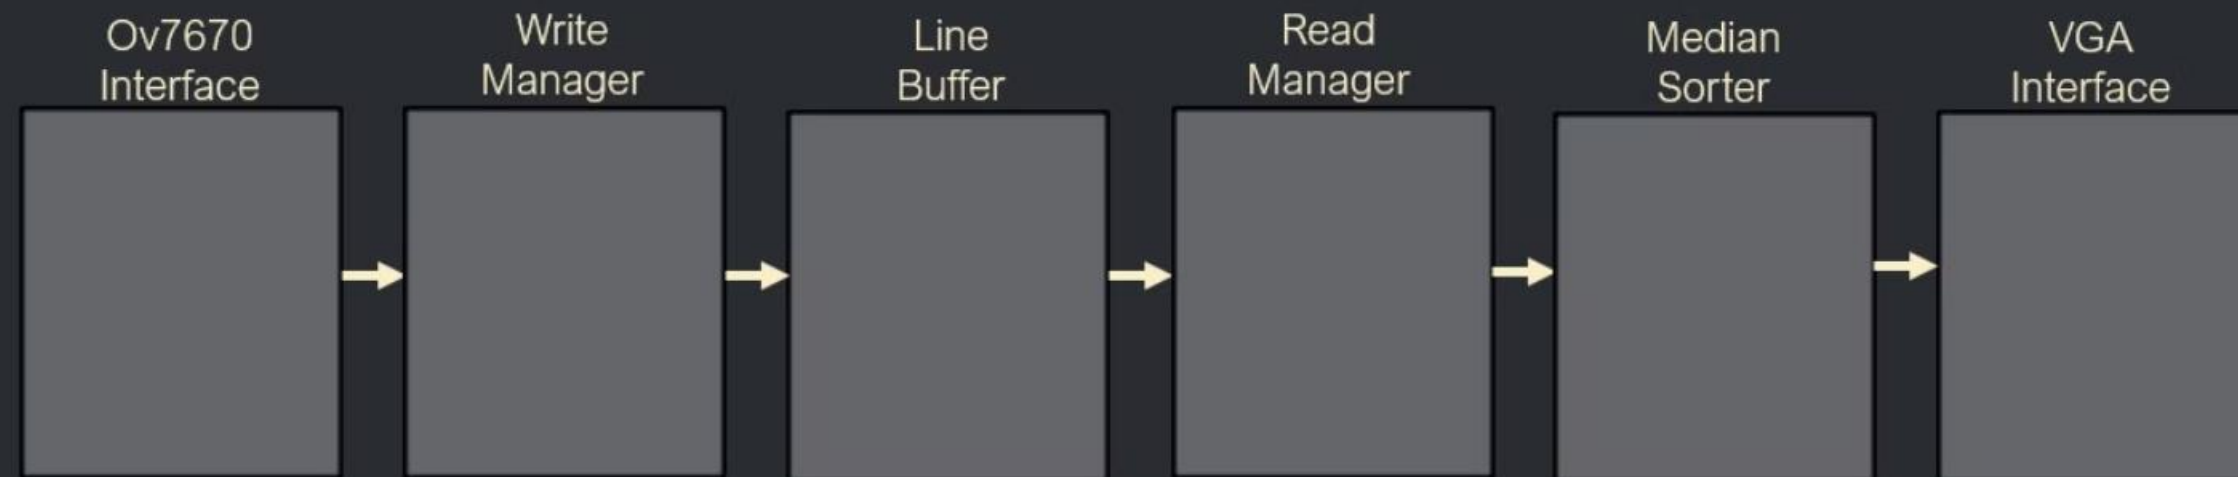 Ov7670
Interface
Write
Manager
Line
Buffer
Read
Manager
Median
Sorter
VGA
Interface